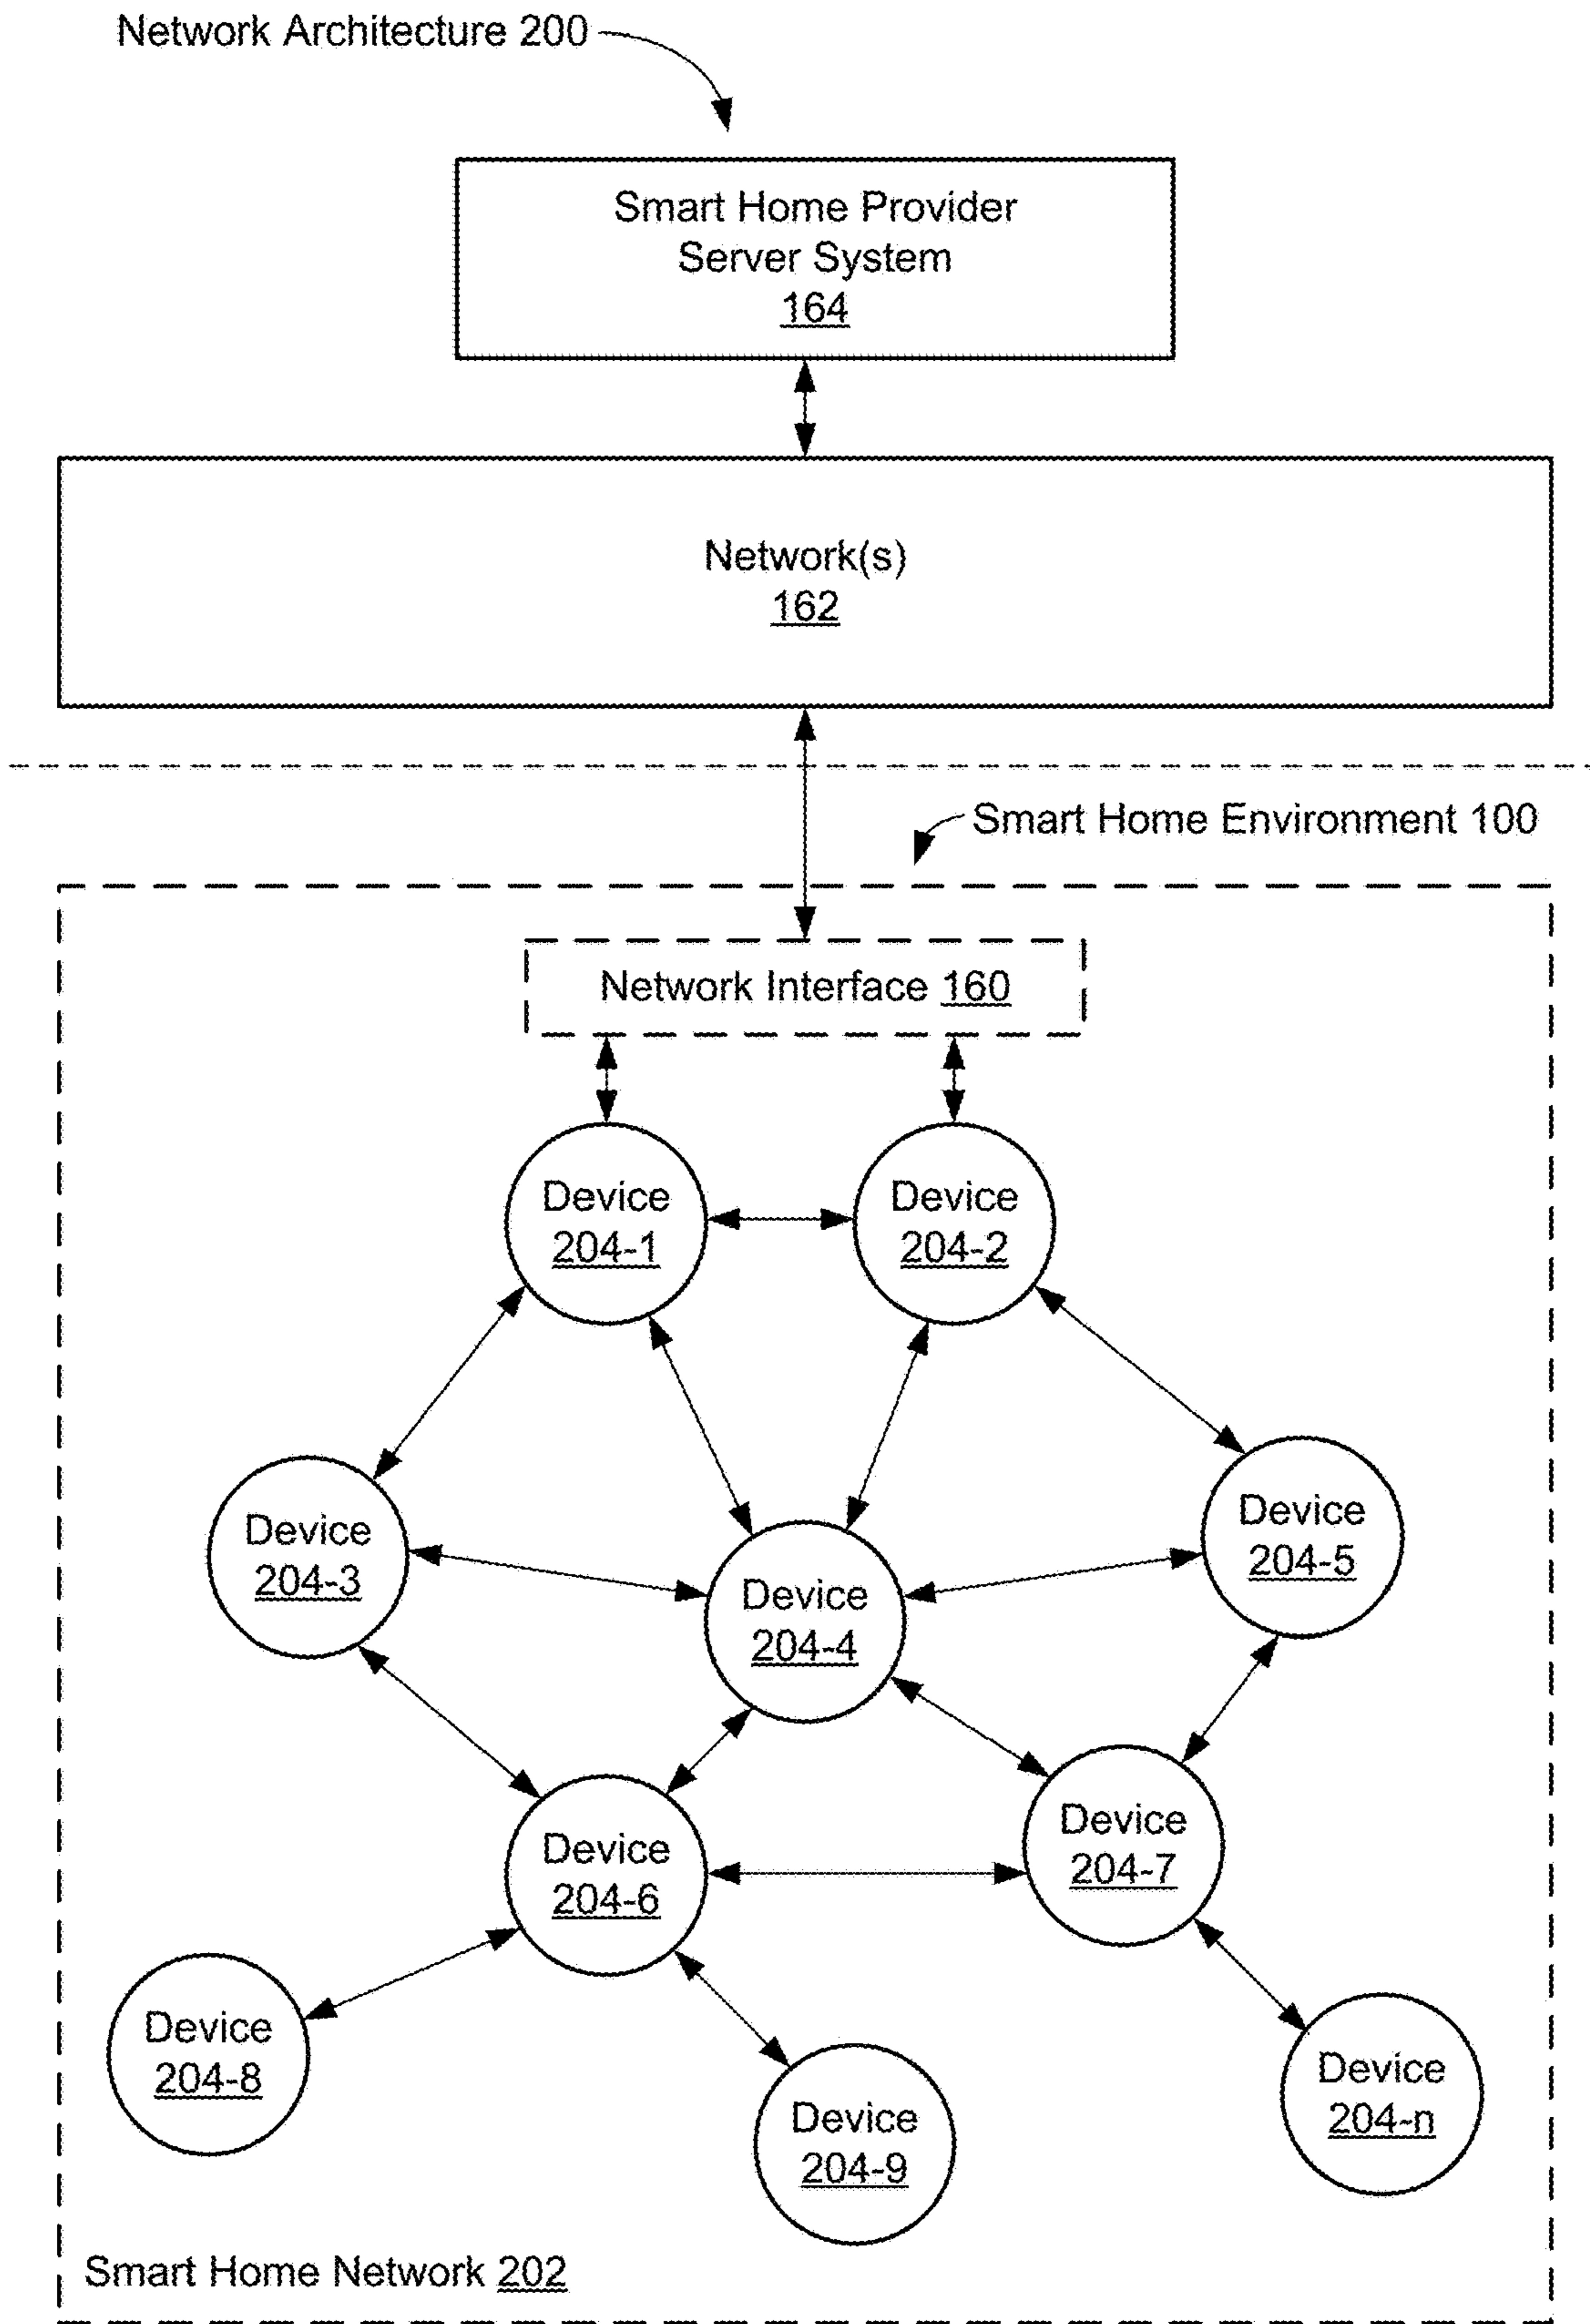 Network Architecture 200
Smart Home Provider
Server System
164
Network(s)
162
Smart Home Environment 100
Network Interface 160
Device
204-1
Device
204-2
Device
204-3
Device
204-4
Device
204-5
Device
204-6
Device
204-7
Device
204-8
Device
204-9
Device
204-n
Smart Home Network 202